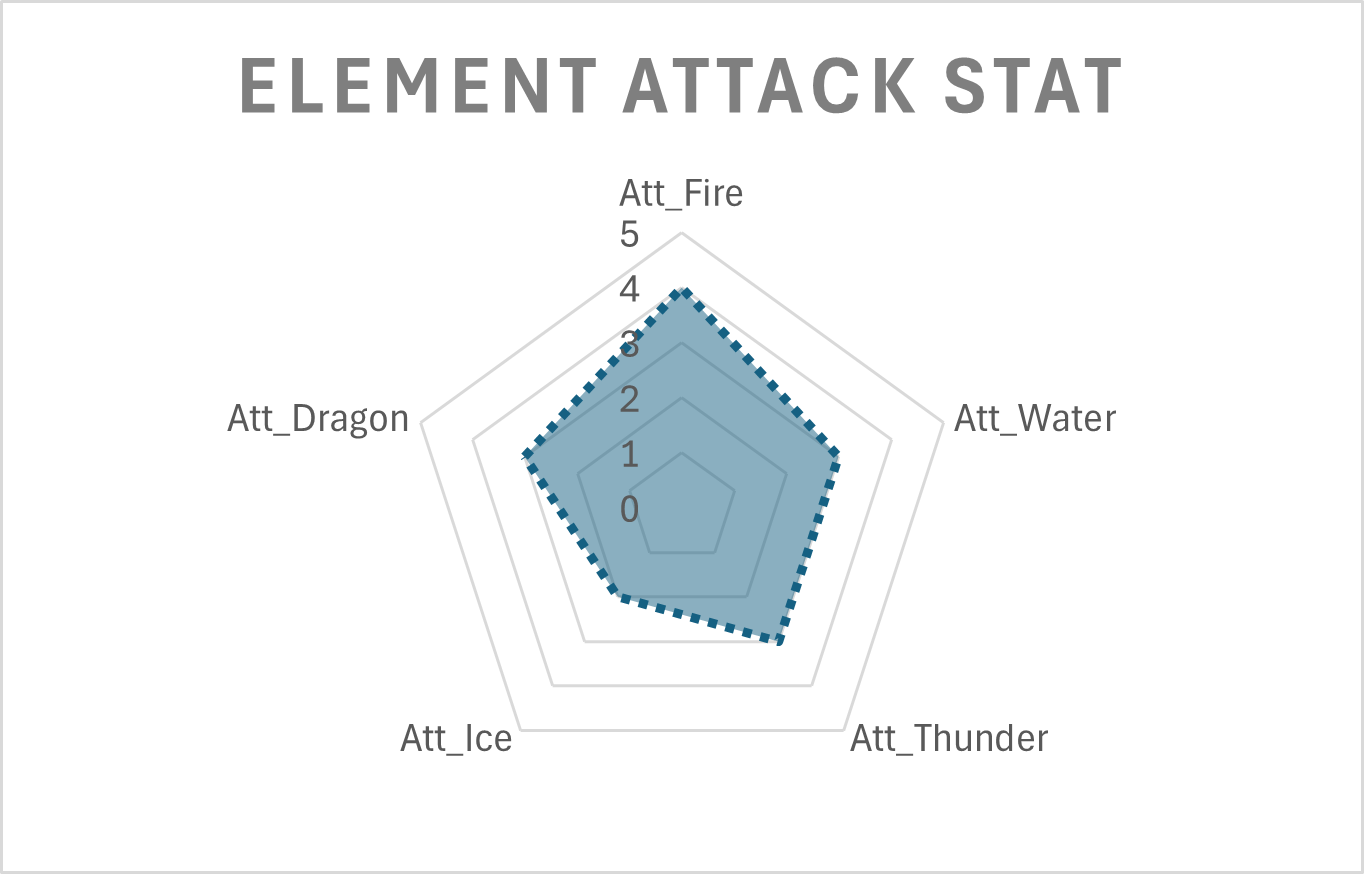 ELEMENT ATTACK STAT
Att_Fire
5
4
3
2
1
0
Att_Dragon
Att_Water
Att_Ice
Att_Thunder